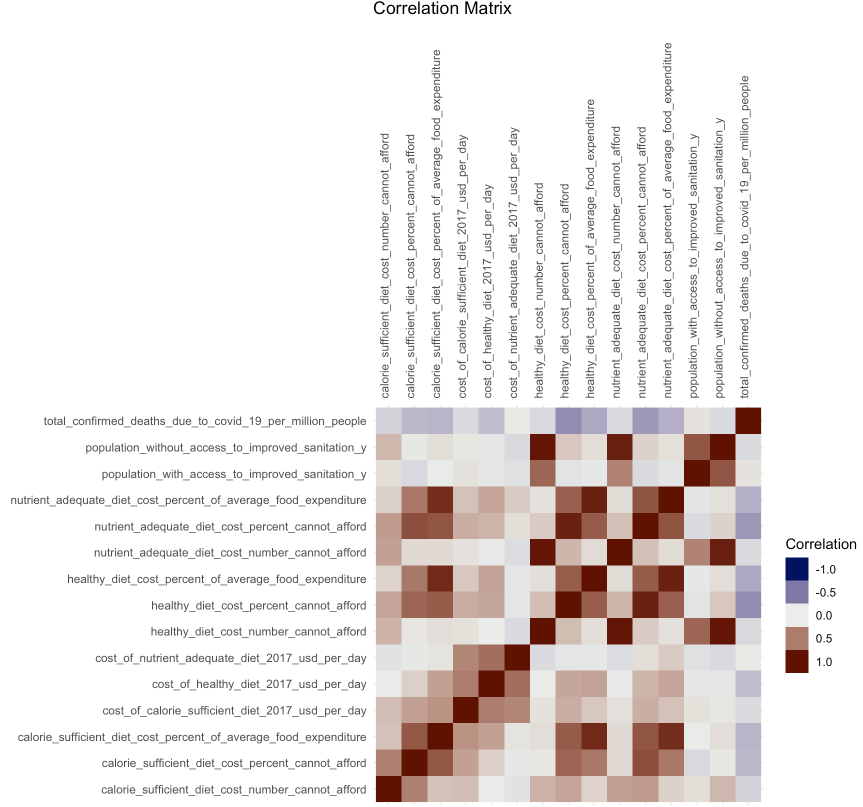 Correlation Matrix
calorie_sufficient_diet_cost_number_cannot_afford
calorie_sufficient_diet_cost_percent_cannot_afford
calorie_sufficient_diet_cost_percent_of_average_food_expenditure
cost_of_calorie_sufficient_diet_2017_usd_per_day
cost_of_healthy_diet_2017_usd_per_day
cost_of_nutrient_adequate_diet_2017_usd_per_day
healthy_diet_cost_number_cannot_afford
healthy_diet_cost_percent_cannot_afford
healthy_diet_cost_percent_of_average_food_expenditure
nutrient_adequate_diet_cost_number_cannot_afford
nutrient_adequate_diet_cost_percent_cannot_afford
nutrient_adequate_diet_cost_percent_of_average_food_expenditure
population_with_access_to_improved_sanitation_y
population_without_access_to_improved_sanitation_y
total_confirmed_deaths_due_to_covid_19_per_million_people
total_confirmed_deaths_due_to_covid_19_per_million_people
population_without_access_to_improved_sanitation_y
population_with_access_to_improved_sanitation_y
nutrient_adequate_diet_cost_percent_of_average_food_expenditure
nutrient_adequate_diet_cost_percent_cannot_afford
nutrient_adequate_diet_cost_number_cannot_afford
healthy_diet_cost_percent_of_average_food_expenditure
healthy_diet_cost_percent_cannot_afford
healthy_diet_cost_number_cannot_afford
cost_of_nutrient_adequate_diet_2017_usd_per_day
cost_of_healthy_diet_2017_usd_per_day
cost_of_calorie_sufficient_diet_2017_usd_per_day
calorie_sufficient_diet_cost_percent_of_average_food_expenditure
calorie_sufficient_diet_cost_percent_cannot_afford
calorie_sufficient_diet_cost_number_cannot_afford
Correlation
-1.0
-0.5
0.0
0.5
1.0